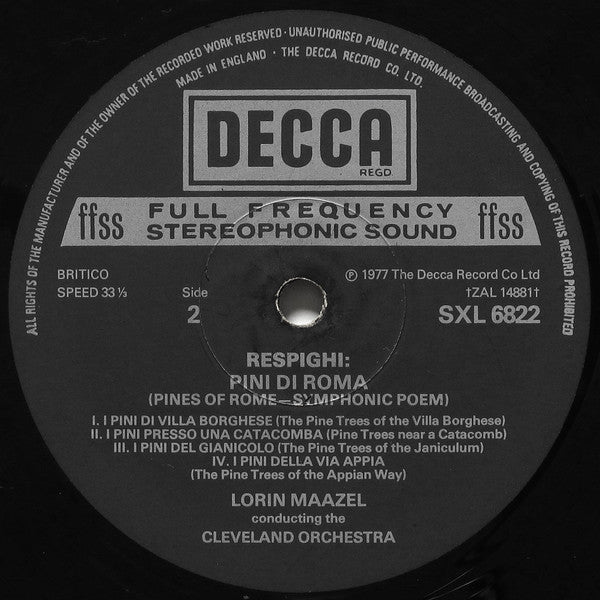 ALL RIGHTS OF THE MANUFACTURER AND OF THE OWNER OF THE RECORDED WORK RESERVED · UNAUTHORISED PUBLIC PERFORMANCE BROADCASTING AND COPYING OF THIS RECORD PROHIBITED
MADE IN ENGLAND · THE DECCA RECORD CO. LTD.
DECCA
REGD.
ffss FULL FREQUENCY ffss
STEREOPHONIC SOUND
BRITICO ℗ 1977 The Decca Record Co Ltd
SPEED 33⅓ Side †ZAL 14881†
2 SXL 6822
RESPIGHI:
PINI DI ROMA
(PINES OF ROME—SYMPHONIC POEM)
I. I PINI DI VILLA BORGHESE (The Pine Trees of the Villa Borghese)
II. I PINI PRESSO UNA CATACOMBA (Pine Trees near a Catacomb)
III. I PINI DEL GIANICOLO (The Pine Trees of the Janiculum)
IV. I PINI DELLA VIA APPIA
(The Pine Trees of the Appian Way)
LORIN MAAZEL
conducting the
CLEVELAND ORCHESTRA